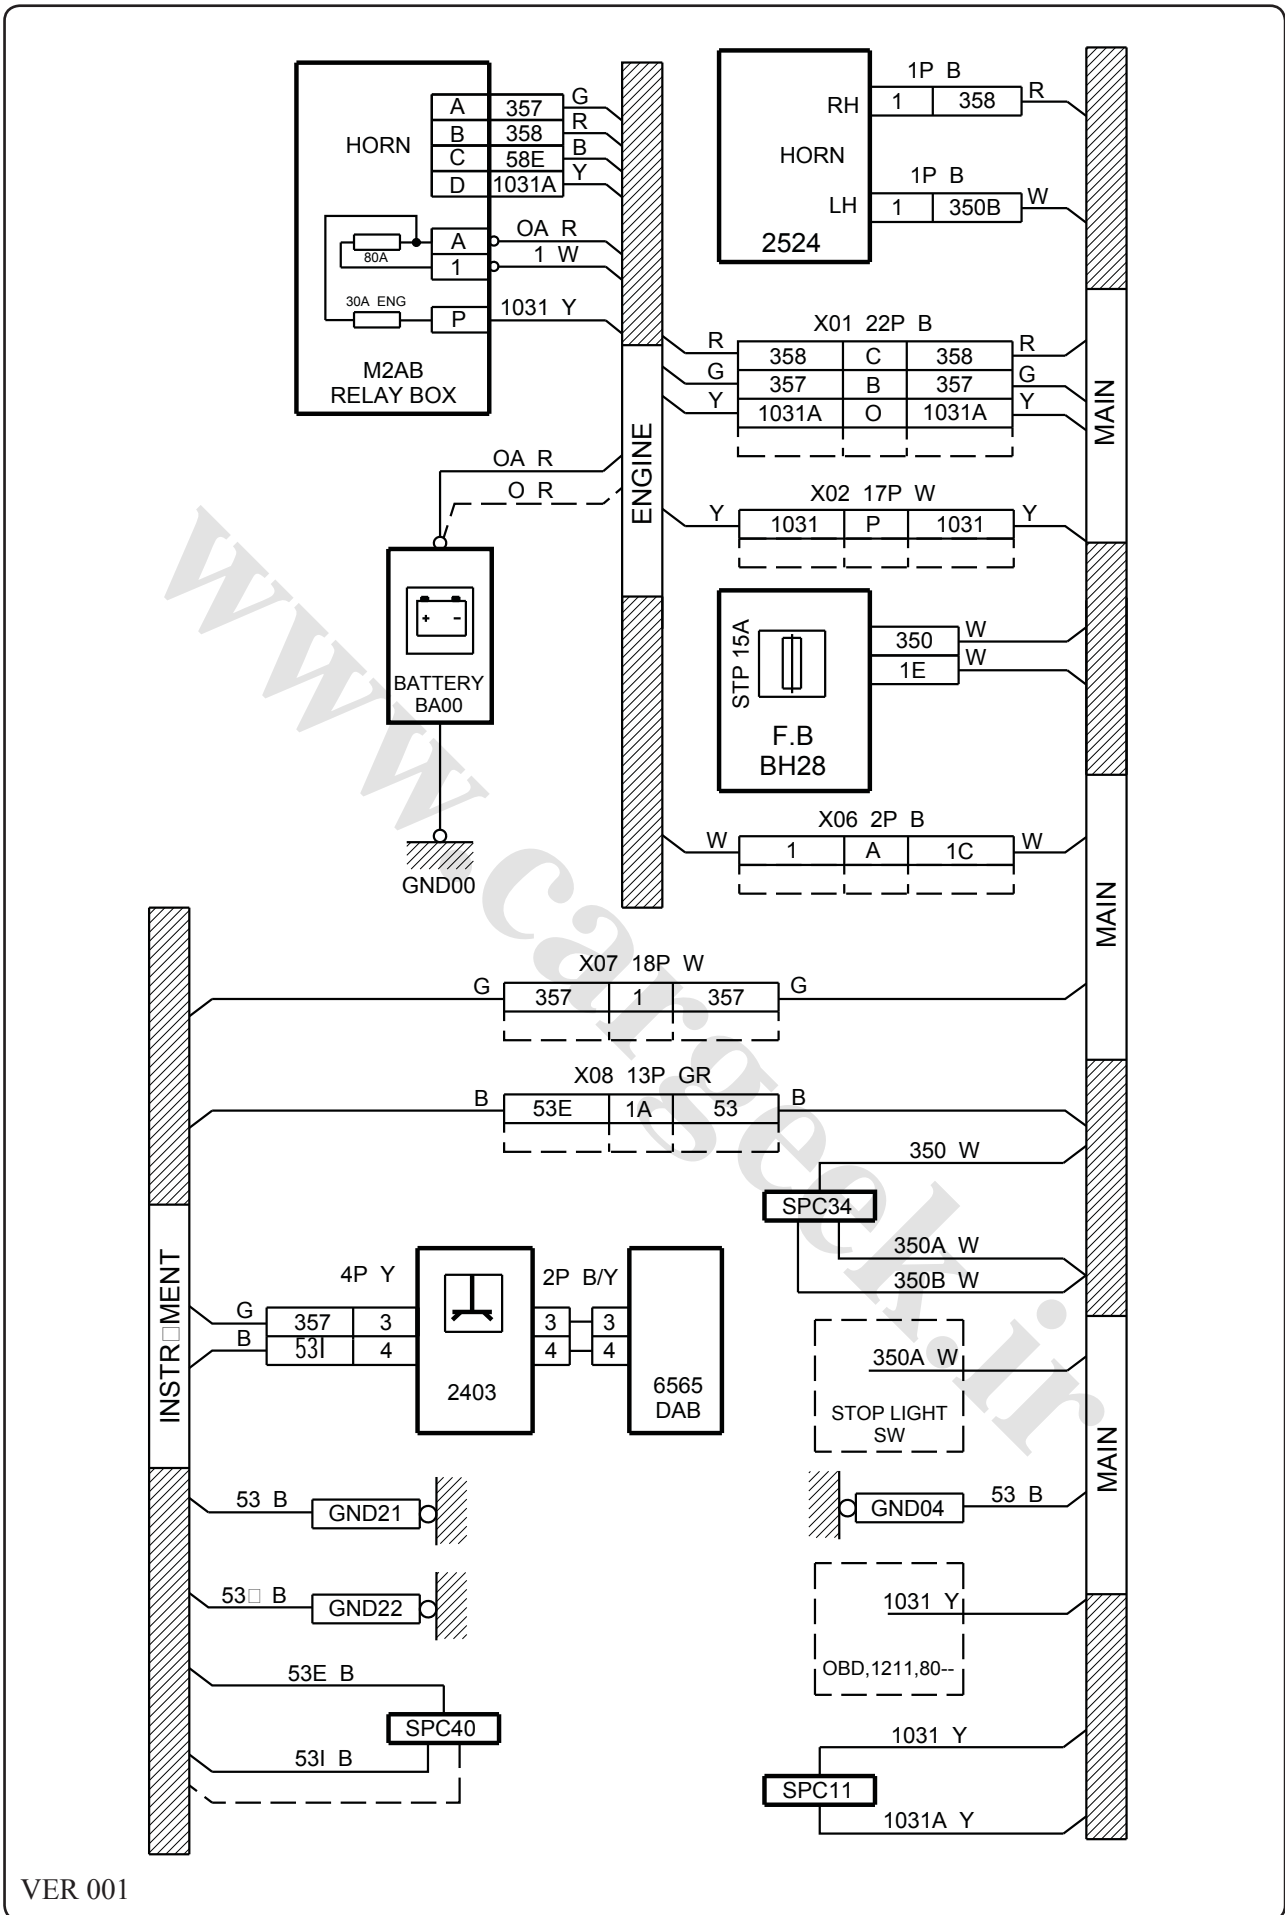 HORN
A 357 G
B 358 R
C 58E B
D 1031A Y
80A
A OA R
1 1 W
30A ENG
P 1031 Y
M2AB
RELAY BOX
1P B
RH 1 358 R
HORN
1P B
LH 1 350B W
2524
X01 22P B
R 358 C 358 R
G 357 B 357 G
Y 1031A O 1031A Y
ENGINE
MAIN
OA R
O R
X02 17P W
Y 1031 P 1031 Y
+ -
BATTERY
BA00
GND00
STP 15A
350 W
1E W
F.B
BH28
X06 2P B
W 1 A 1C W
MAIN
X07 18P W
G 357 1 357 G
X08 13P GR
B 53E 1A 53 B
350 W
SPC34
350A W
350B W
INSTR□MENT
4P Y
2P B/Y
G 357 3
B 53I 4
3 3
4 4
2403
6565
DAB
350A W
STOP LIGHT
SW
MAIN
53 B GND21
GND04 53 B
53□ B GND22
1031 Y
OBD,1211,80--
53E B
SPC40
53I B
1031 Y
SPC11
1031A Y
VER 001
www.cargeek.ir